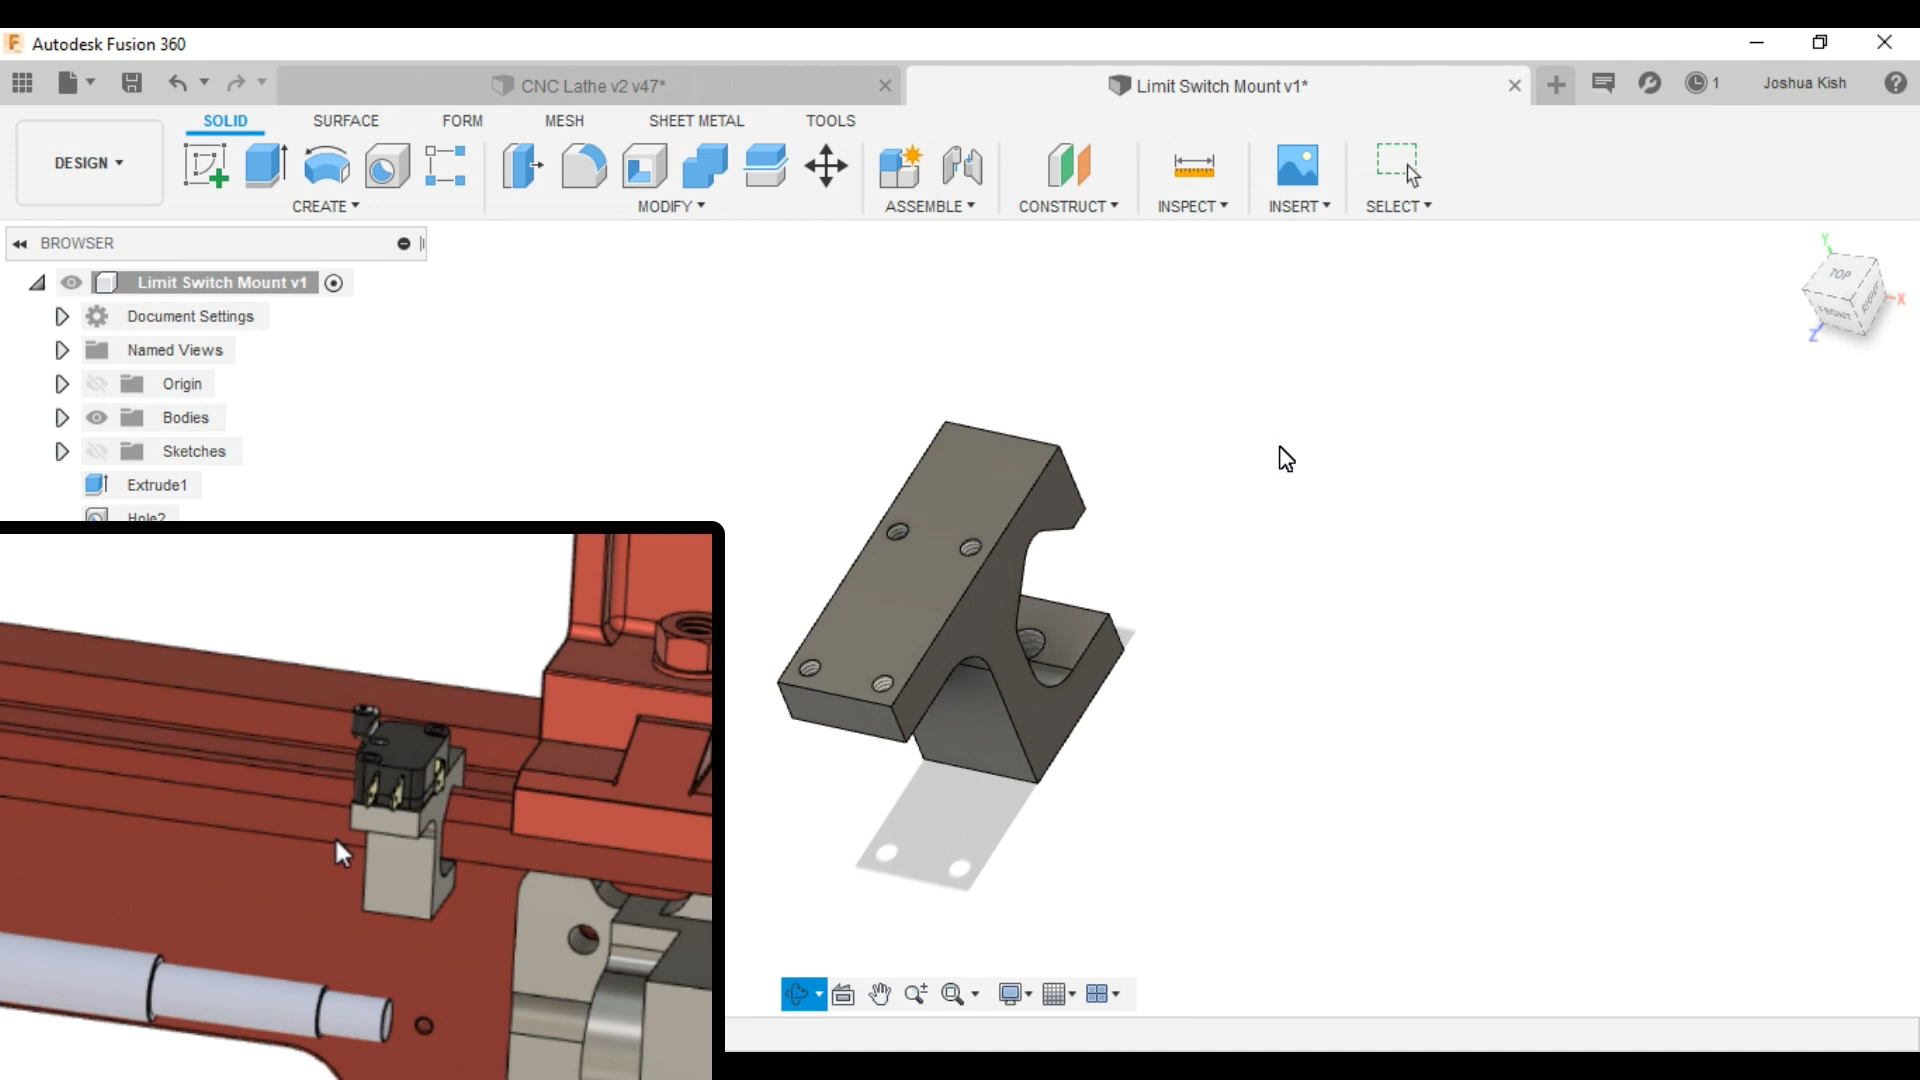 Autodesk Fusion 360
CNC Lathe v2 v47*
Limit Switch Mount v1*
1
Joshua Kish
DESIGN
SOLID
SURFACE
FORM
MESH
SHEET METAL
TOOLS
CREATE
MODIFY
ASSEMBLE
CONSTRUCT
INSPECT
INSERT
SELECT
BROWSER
Limit Switch Mount v1
Document Settings
Named Views
Origin
Bodies
Sketches
Extrude1
Hole2
Y
TOP
FRONT
RIGHT
X
Z